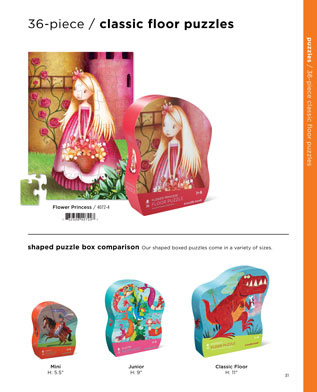 36-piece / classic floor puzzles
puzzles / 36-piece classic floor puzzles
Flower Princess / 4072-4
shaped puzzle box comparison Our shaped boxed puzzles come in a variety of sizes.
Mini
H: 5.5"
Junior
H: 9"
Classic Floor
H: 11"
31